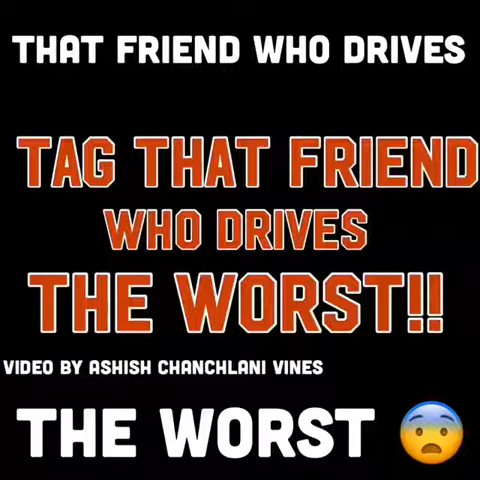 THAT FRIEND WHO DRIVES
TAG THAT FRIEND
WHO DRIVES
THE WORST!!
VIDEO BY ASHISH CHANCHLANI VINES
THE WORST 😨